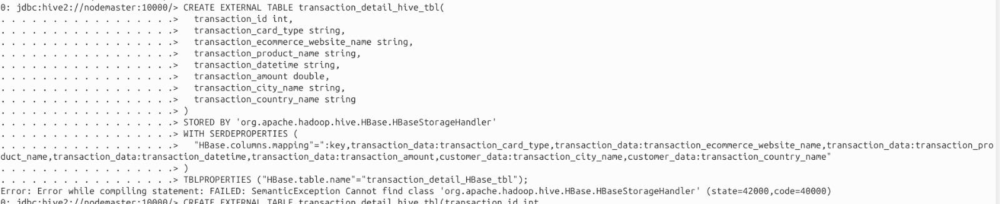 0: jdbc:hive2://nodemaster:10000/> CREATE EXTERNAL TABLE transaction_detail_hive_tbl(
. . . . . . . . . . . . . . . . .>   transaction_id int,
. . . . . . . . . . . . . . . . .>   transaction_card_type string,
. . . . . . . . . . . . . . . . .>   transaction_ecommerce_website_name string,
. . . . . . . . . . . . . . . . .>   transaction_product_name string,
. . . . . . . . . . . . . . . . .>   transaction_datetime string,
. . . . . . . . . . . . . . . . .>   transaction_amount double,
. . . . . . . . . . . . . . . . .>   transaction_city_name string,
. . . . . . . . . . . . . . . . .>   transaction_country_name string
. . . . . . . . . . . . . . . . .> )
. . . . . . . . . . . . . . . . .> STORED BY 'org.apache.hadoop.hive.HBase.HBaseStorageHandler'
. . . . . . . . . . . . . . . . .> WITH SERDEPROPERTIES (
. . . . . . . . . . . . . . . . .>   "HBase.columns.mapping"=":key,transaction_data:transaction_card_type,transaction_data:transaction_ecommerce_website_name,transaction_data:transaction_pro
duct_name,transaction_data:transaction_datetime,transaction_data:transaction_amount,customer_data:transaction_city_name,customer_data:transaction_country_name"
. . . . . . . . . . . . . . . . .> )
. . . . . . . . . . . . . . . . .> TBLPROPERTIES ("HBase.table.name"="transaction_detail_HBase_tbl");
Error: Error while compiling statement: FAILED: SemanticException Cannot find class 'org.apache.hadoop.hive.HBase.HBaseStorageHandler' (state=42000,code=40000)
0: jdbc:hive2://nodemaster:10000/> CREATE EXTERNAL TABLE transaction_detail_hive_tbl(transaction_id int